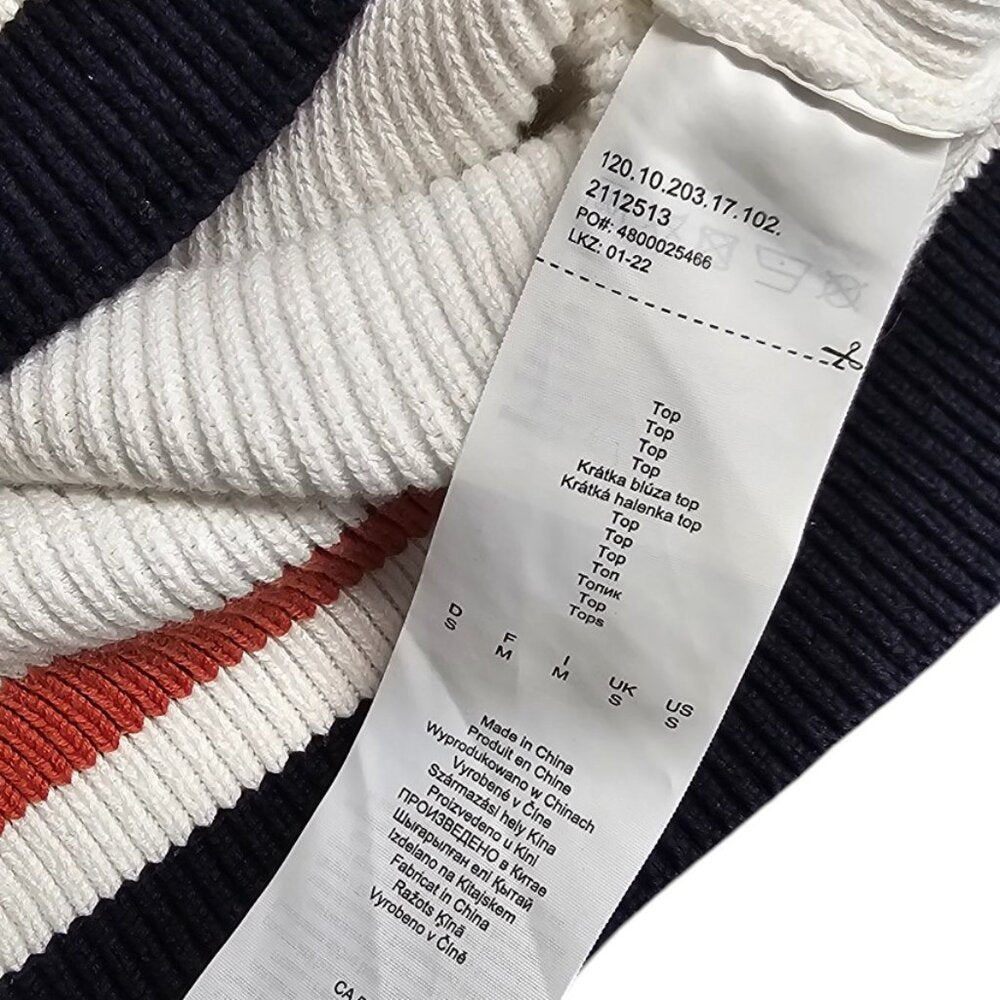 120.10.203.17.102.
2112513
PO#: 4800025466
LKZ: 01-22
Top
Top
Top
Top
Krátka blúza top
Krátká halenka top
Top
Top
Top
Топ
Топик
Top
Tops
D F I UK US
S M M S S
Made in China
Produit en Chine
Wyprodukowano w Chinach
Vyrobené v Číne
Származási hely Kína
Proizvedeno u Kini
ПРОИЗВЕДЕНО в Китае
Шығарылған елі Қытай
Izdelano na Kitajskem
Fabricat in China
Ražots Ķīnā
Vyrobeno v Číně
CA